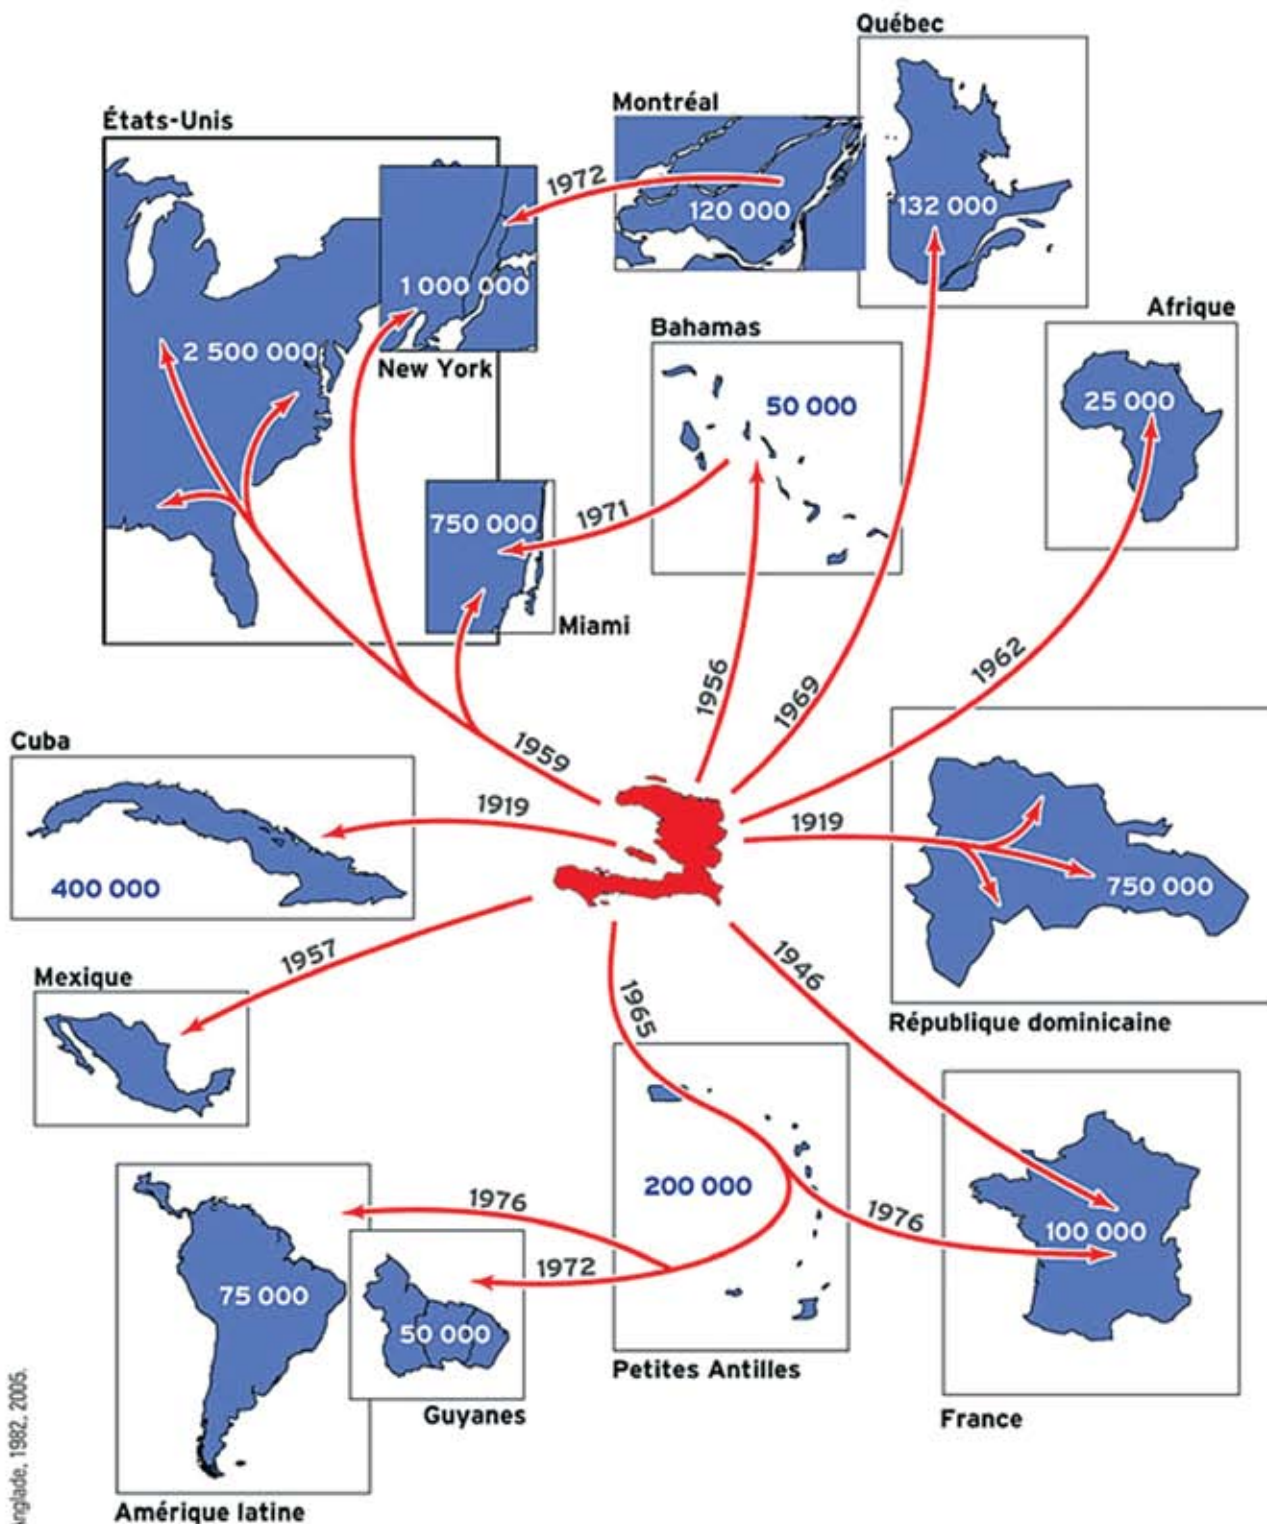 Québec
Montréal
États-Unis
1972
120 000
132 000
1 000 000
Afrique
Bahamas
2 500 000
New York
25 000
50 000
750 000
1971
Miami
1956
1969
1962
Cuba
1959
1919
1919
400 000
750 000
1957
1946
Mexique
1965
République dominicaine
200 000
1976
1976
100 000
1972
75 000
50 000
Petites Antilles
Guyanes
France
Amérique latine
Anglade, 1982, 2005.